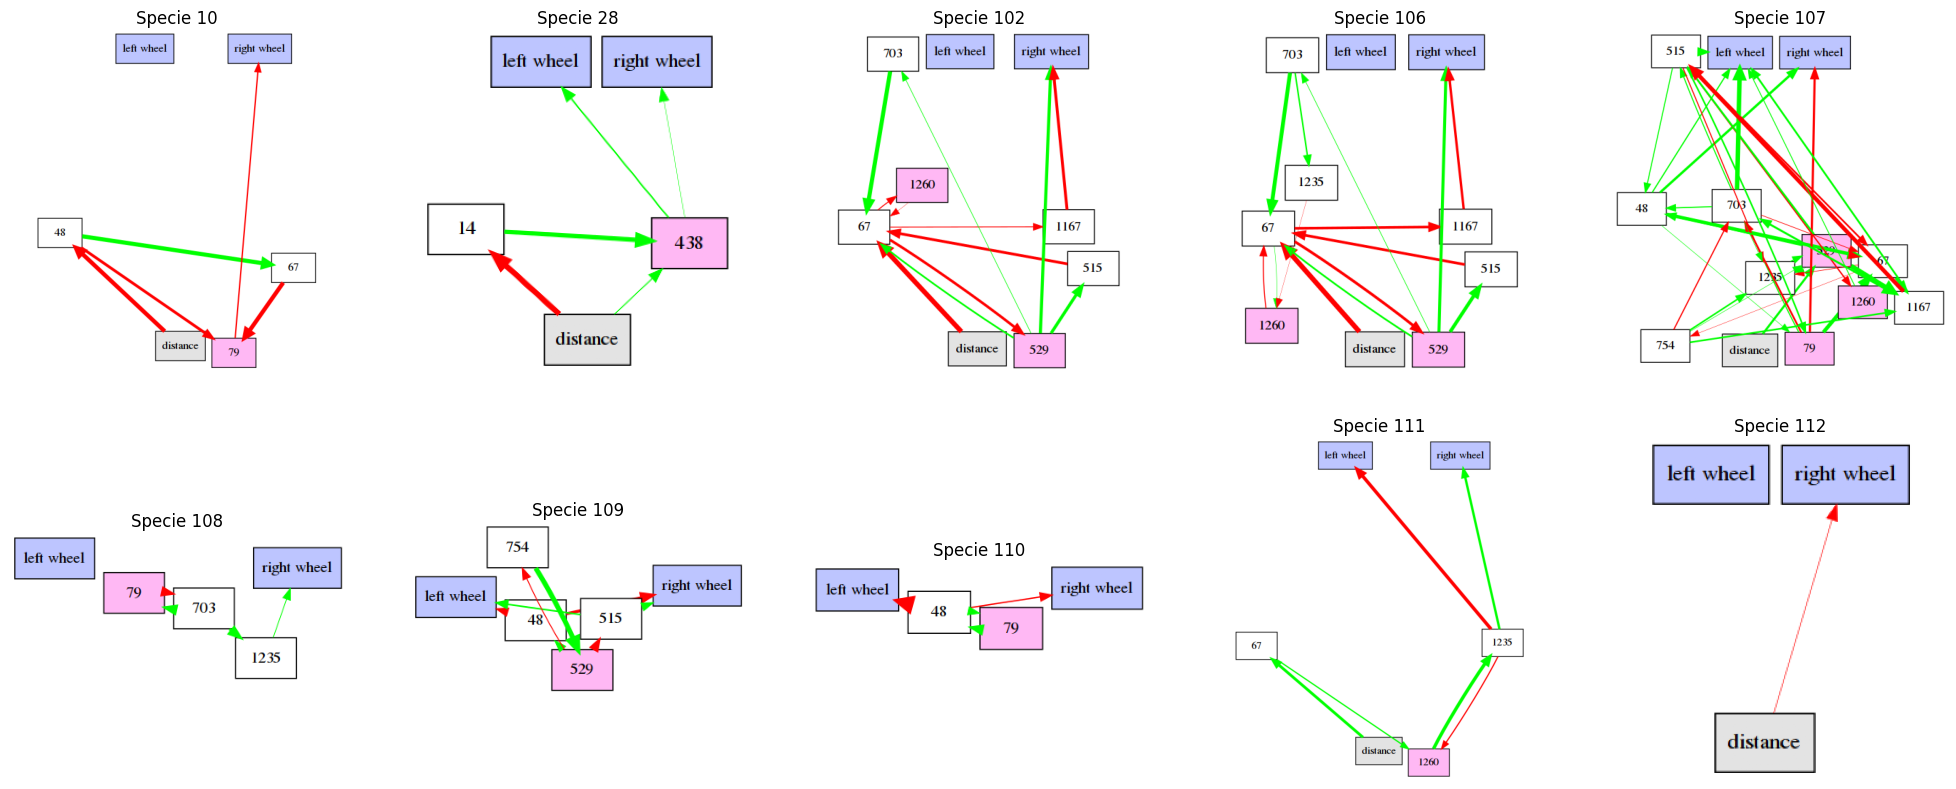 Specie 10
left wheel
right wheel
48
67
distance
79
Specie 28
left wheel
right wheel
14
438
distance
Specie 102
703
left wheel
right wheel
1260
67
1167
515
distance
529
Specie 106
703
left wheel
right wheel
1235
67
1167
515
1260
distance
529
Specie 107
515
left wheel
right wheel
48
703
529
67
1235
1260
1167
754
distance
79
Specie 108
left wheel
right wheel
79
703
1235
Specie 109
754
left wheel
right wheel
48
515
529
Specie 110
left wheel
right wheel
48
79
Specie 111
left wheel
right wheel
67
1235
distance
1260
Specie 112
left wheel
right wheel
distance